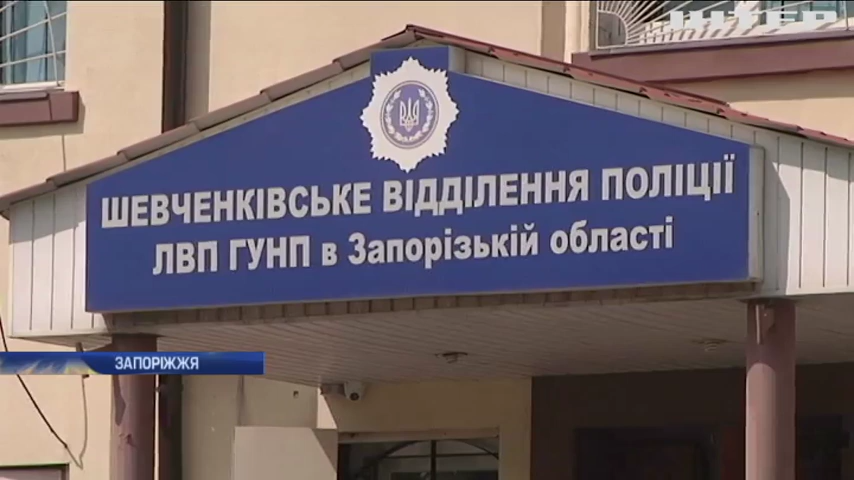 ІНТЕР
ШЕВЧЕНКІВСЬКЕ ВІДДІЛЕННЯ ПОЛІЦІЇ
ЛВП ГУНП в Запорізькій області
ЗАПОРІЖЖЯ